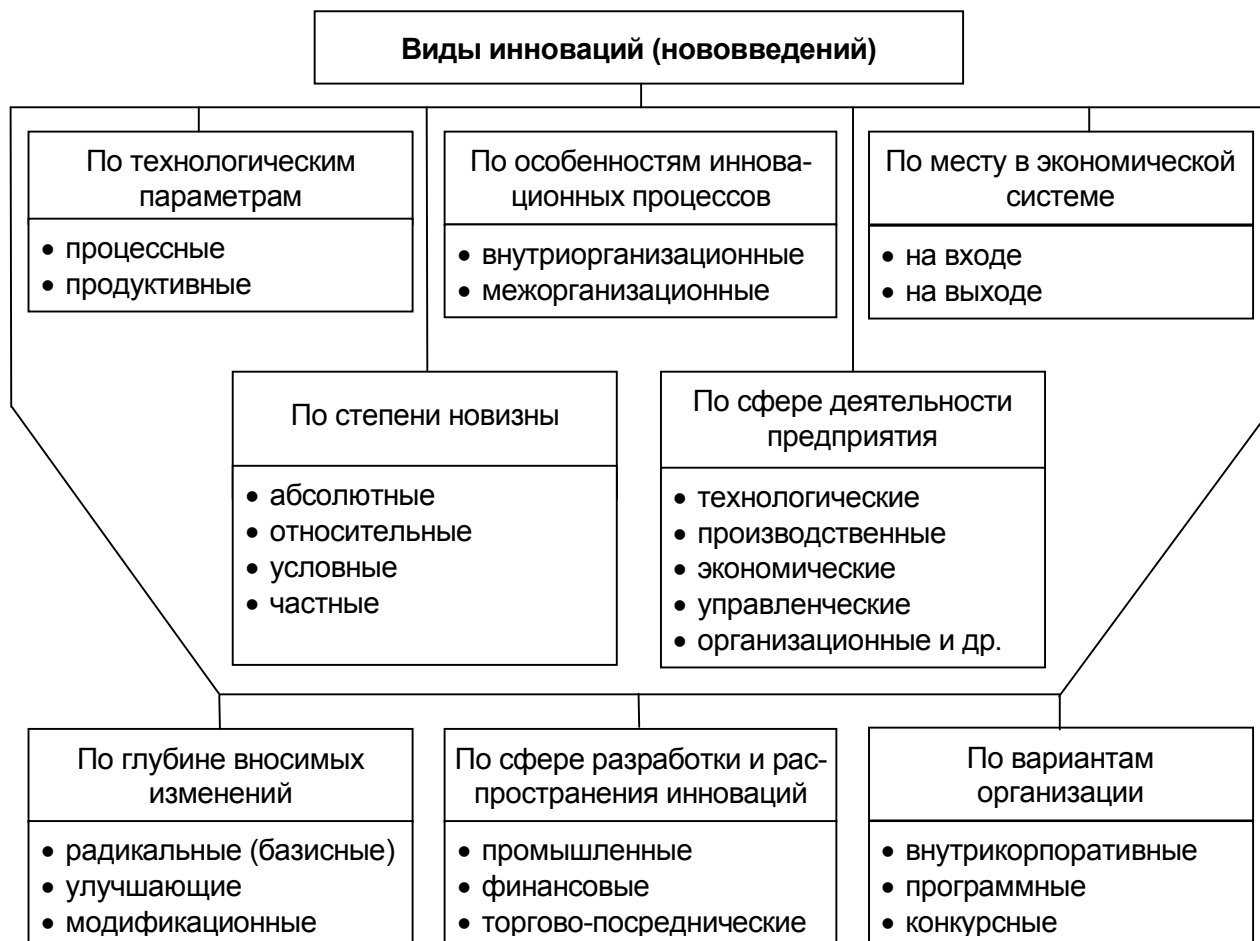 Виды инноваций (нововведений)
По технологическим
параметрам
• процессные
• продуктивные
По особенностям иннова-
ционных процессов
• внутриорганизационные
• межорганизационные
По месту в экономической
системе
• на входе
• на выходе
По степени новизны
• абсолютные
• относительные
• условные
• частные
По сфере деятельности
предприятия
• технологические
• производственные
• экономические
• управленческие
• организационные и др.
По глубине вносимых
изменений
• радикальные (базисные)
• улучшающие
• модификационные
По сфере разработки и рас-
пространения инноваций
• промышленные
• финансовые
• торгово-посреднические
По вариантам
организации
• внутрикорпоративные
• программные
• конкурсные